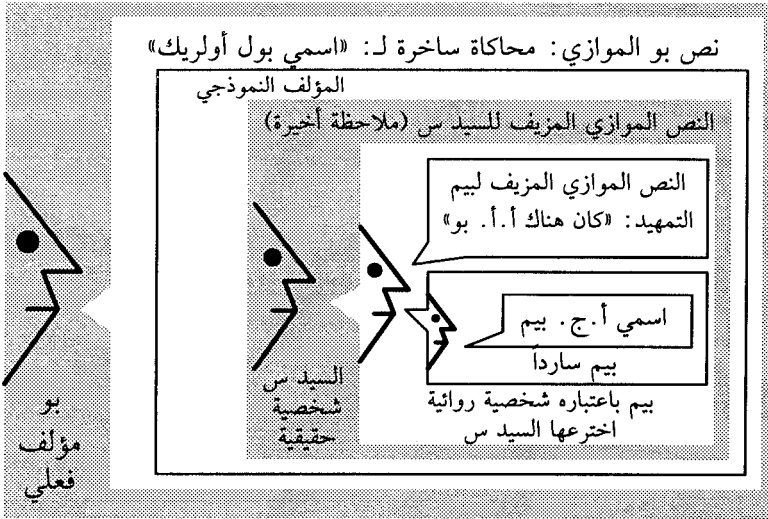 نص بو الموازي: محاكاة ساخرة لـ: «اسمي بول أولريك»
المؤلف النموذجي
النص الموازي المزيف للسيد س (ملاحظة أخيرة)
النص الموازي المزيف لبيم
التمهيد: «كان هناك أ.أ. بو»
اسمي أ.ج. بيم
بيم سارداً
بيم باعتباره شخصية روائية
اخترعها السيد س
السيد س
شخصية
حقيقية
بو
مؤلف
فعلي